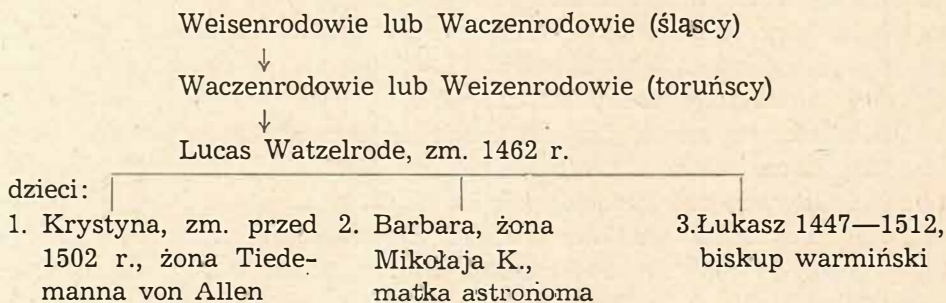 Weisenrodowie lub Waczenrodowie (śląscy)
Waczenrodowie lub Weizenrodowie (toruńscy)
Lucas Watzelrode, zm. 1462 r.
dzieci:
1. Krystyna, zm. przed
1502 r., żona Tiede-
manna von Allen
2. Barbara, żona
Mikołaja K.,
matka astronoma
3.Łukasz 1447—1512,
biskup warmiński